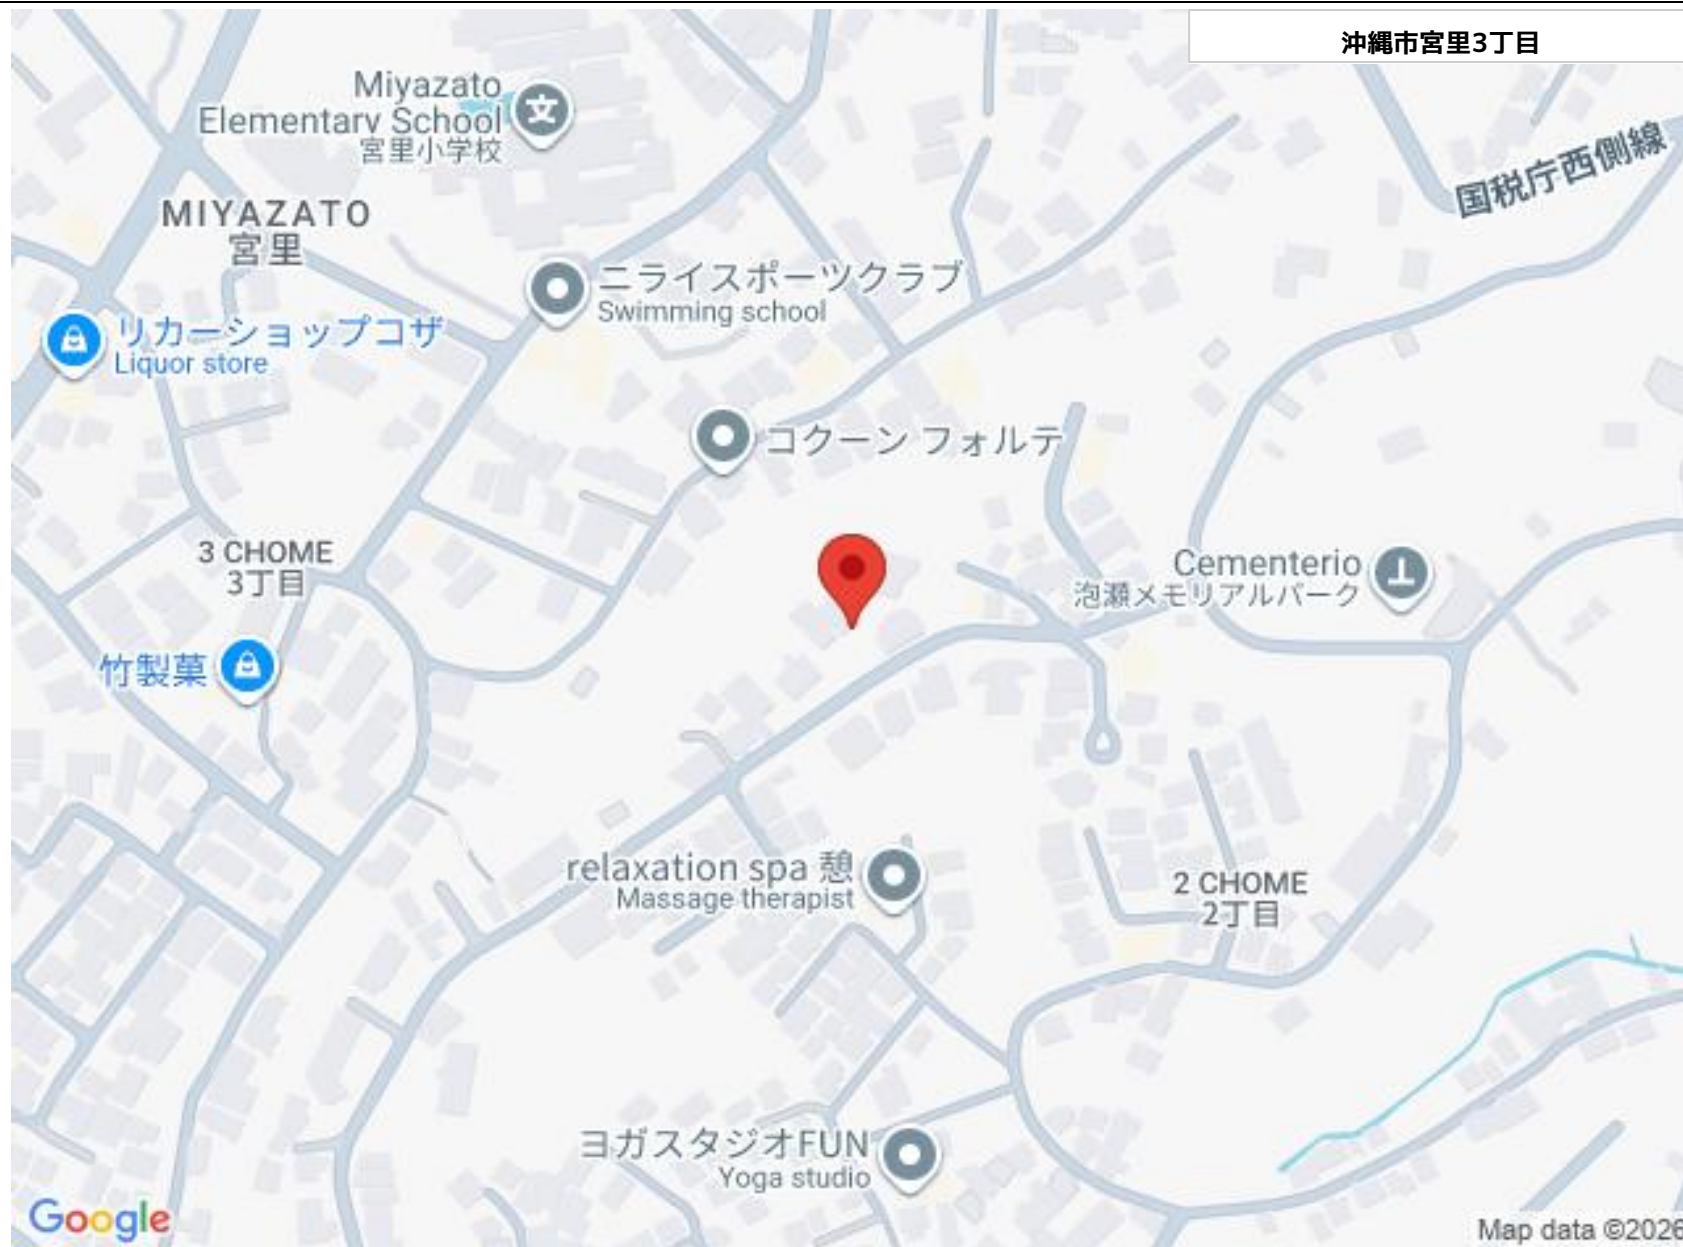 沖縄市宮里3丁目
Miyazato
Elementary School
宮里小学校
国税庁西側線
MIYAZATO
宮里
ニライスポーツクラブ
Swimming school
リカーショップコザ
Liquor store
コクーン フォルテ
3 CHOME
3丁目
Cementerio
泡瀬メモリアルパーク
竹製菓
relaxation spa 憩
Massage therapist
2 CHOME
2丁目
ヨガスタジオFUN
Yoga studio
Google
Map data ©2026